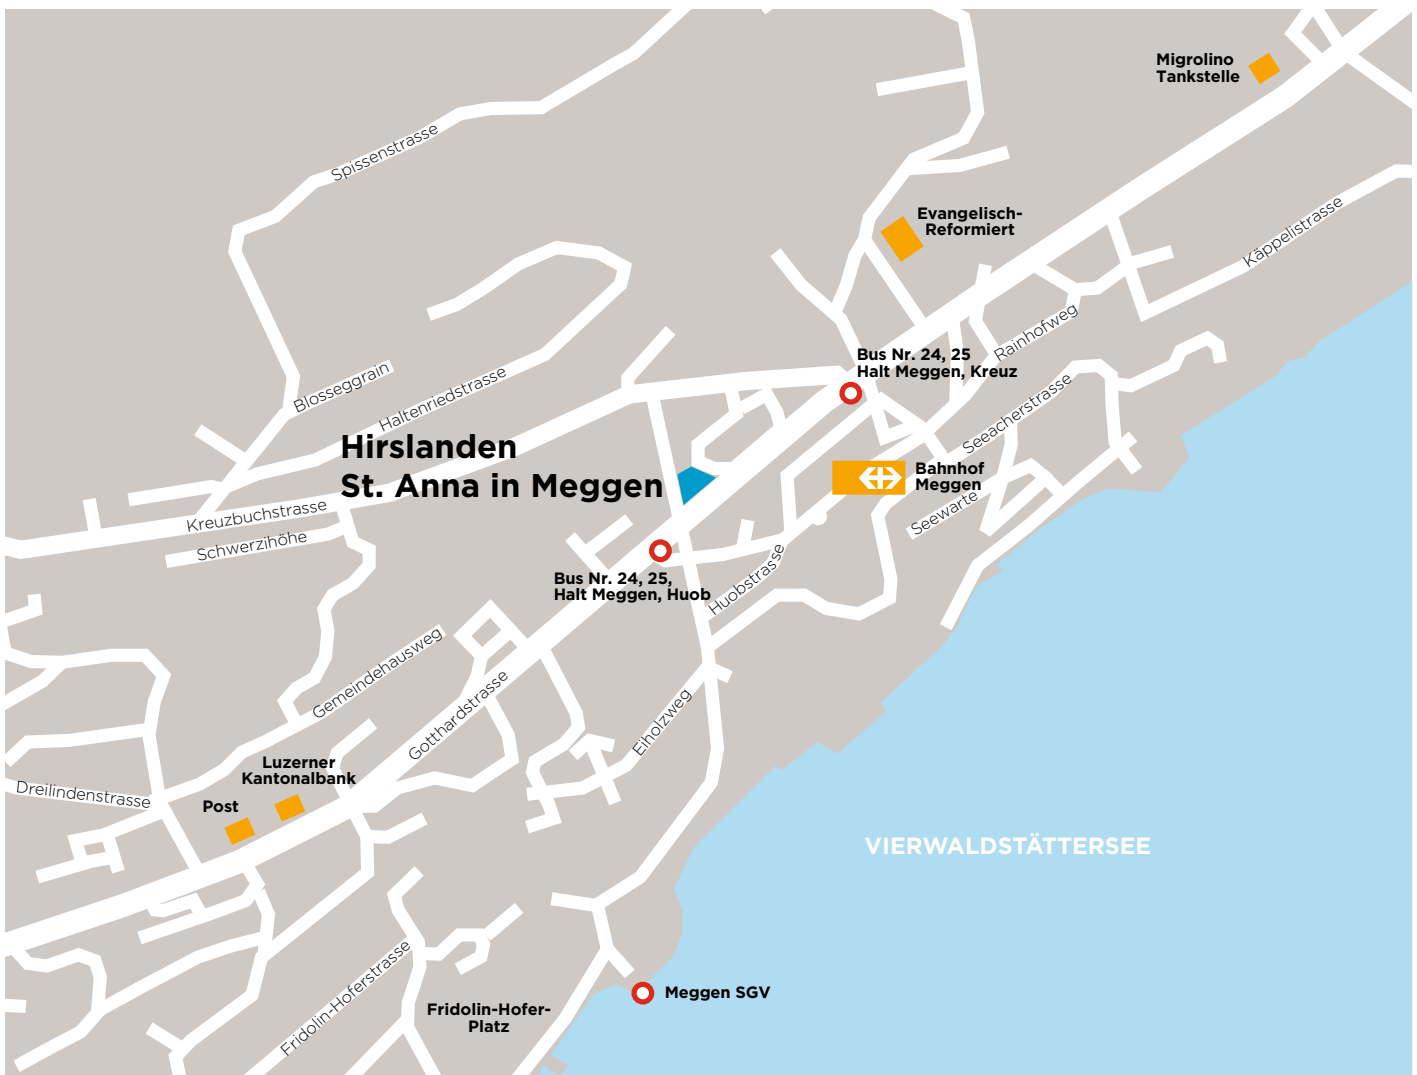 Migrolino
Tankstelle
Spissenstrasse
Evangelisch-
Reformiert
Käppelistrasse
Rainhofweg
Bus Nr. 24, 25
Halt Meggen, Kreuz
Blosseggrain
Haltenriedstrasse
Seeacherstrasse
Hirslanden
St. Anna in Meggen
Bahnhof
Meggen
Kreuzbuchstrasse
Seewarte
Schwerzihöhe
Bus Nr. 24, 25,
Halt Meggen, Huob
Huobstrasse
Gemeindehausweg
Gotthardstrasse
Eiholzweg
Luzerner
Kantonalbank
Dreilindenstrasse
Post
VIERWALDSTÄTTERSEE
Fridolin-Hoferstrasse
Meggen SGV
Fridolin-Hofer-
Platz